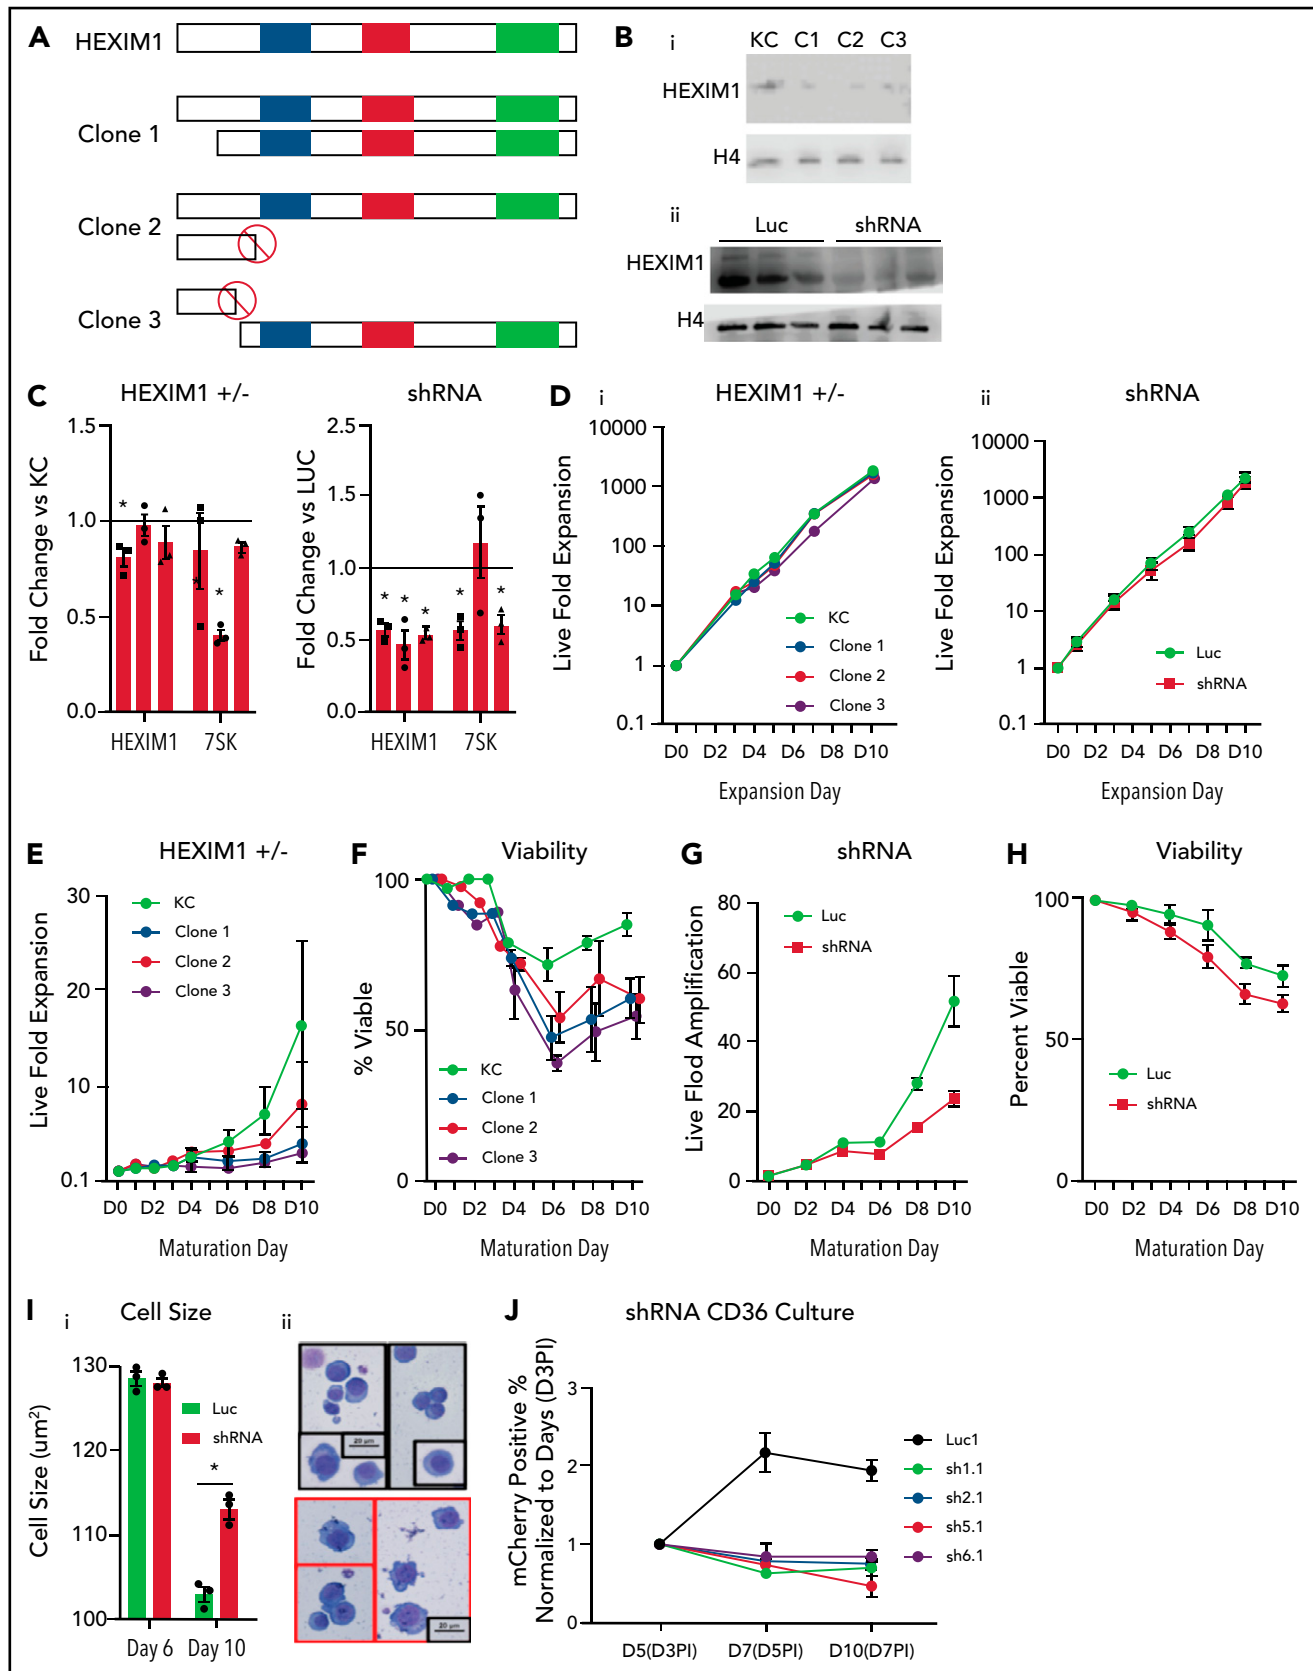 A
HEXIM1
Clone 1
Clone 2
Clone 3
B
i
KC C1 C2 C3
HEXIM1
H4
ii
Luc shRNA
HEXIM1
H4
C
HEXIM1 +/-
Fold Change vs KC
1.5
1.0
0.5
0.0
* * *
HEXIM1 7SK
shRNA
Fold Change vs LUC
2.5
1.5
1.0
0.5
0.0
* * * * *
HEXIM1 7SK
D
i
HEXIM1 +/-
Live Fold Expansion
10000
1000
100
10
1
0.1
KC
Clone 1
Clone 2
Clone 3
D0 D2 D4 D6 D8 D10
Expansion Day
ii
shRNA
Live Fold Expansion
10000
1000
100
10
1
0.1
Luc
shRNA
D0 D2 D4 D6 D8 D10
Expansion Day
E
HEXIM1 +/-
Live Fold Expansion
30
20
10
0.1
KC
Clone 1
Clone 2
Clone 3
D0 D2 D4 D6 D8 D10
Maturation Day
F
Viability
% Viable
100
50
0
KC
Clone 1
Clone 2
Clone 3
D0 D2 D4 D6 D8 D10
Maturation Day
G
shRNA
Live Flod Amplification
80
60
40
20
0
Luc
shRNA
D0 D2 D4 D6 D8 D10
Maturation Day
H
Viability
Percent Viable
100
50
0
Luc
shRNA
D0 D2 D4 D6 D8 D10
Maturation Day
I
i
Cell Size
Cell Size (um²)
130
120
110
100
Luc
shRNA
*
Day 6 Day 10
ii
20 μm
20 μm
J
shRNA CD36 Culture
mCherry Positive %
Normalized to Days (D3PI)
3
2
1
0
Luc1
sh1.1
sh2.1
sh5.1
sh6.1
D5(D3PI) D7(D5PI) D10(D7PI)